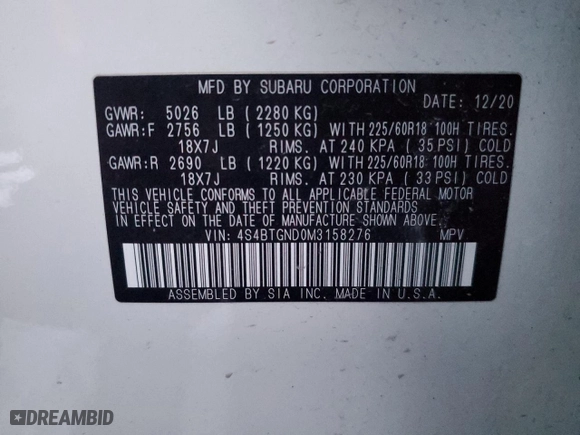 MFD BY SUBARU CORPORATION
GVWR: 5026 LB (2280 KG) DATE: 12/20
GAWR:F 2756 LB (1250 KG) WITH 225/60R18 100H TIRES.
18X7J RIMS. AT 240 KPA (35 PSI) COLD
GAWR:R 2690 LB (1220 KG) WITH 225/60R18 100H TIRES.
18X7J RIMS. AT 230 KPA (33 PSI) COLD
THIS VEHICLE CONFORMS TO ALL APPLICABLE FEDERAL MOTOR
VEHICLE SAFETY AND THEFT PREVENTION STANDARDS
IN EFFECT ON THE DATE OF MANUFACTURE SHOWN ABOVE.
VIN: 4S4BTGND0M3158276 MPV
ASSEMBLED BY SIA INC. MADE IN U.S.A.
DREAMBID